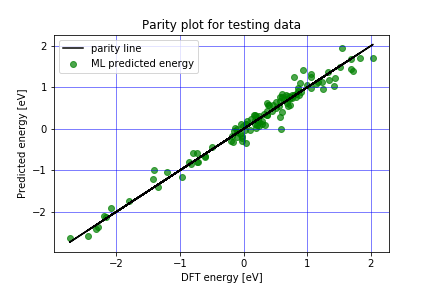 Parity plot for testing data
parity line
ML predicted energy
2
1
0
−1
−2
Predicted energy [eV]
−2 −1 0 1 2
DFT energy [eV]